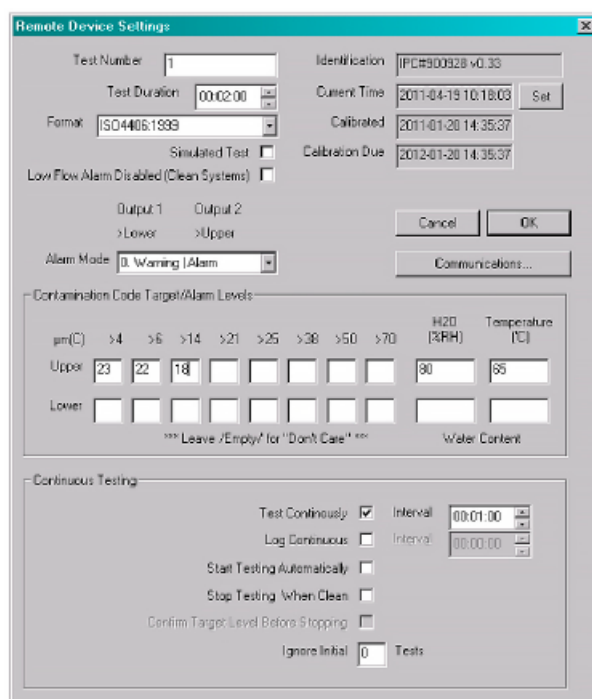 Remote Device Settings
Test Number 1 Identification IPC#900928 v0.33
Test Duration 00:02:00 Current Time 2011-04-19 10:18:03 Set
Format ISO4406:1999 Calibrated 2011-01-20 14:35:37
Simulated Test Calibration Due 2012-01-20 14:35:37
Low Flow Alarm Disabled (Clean Systems)
Output 1 Output 2
>Lower >Upper Cancel OK
Alarm Mode 0. Warning | Alarm Communications...
Contamination Code Target/Alarm Levels
H2O Temperature
µm(C) >4 >6 >14 >21 >25 >38 >50 >70 (%RH) (°C)
Upper 23 22 18 80 65
Lower
*** Leave /Empty/ for "Don't Care" *** Water Content
Continuous Testing
Test Continously Interval 00:01:00
Log Continuous Interval 00:00:00
Start Testing Automatically
Stop Testing When Clean
Confirm Target Level Before Stopping
Ignore Initial 0 Tests